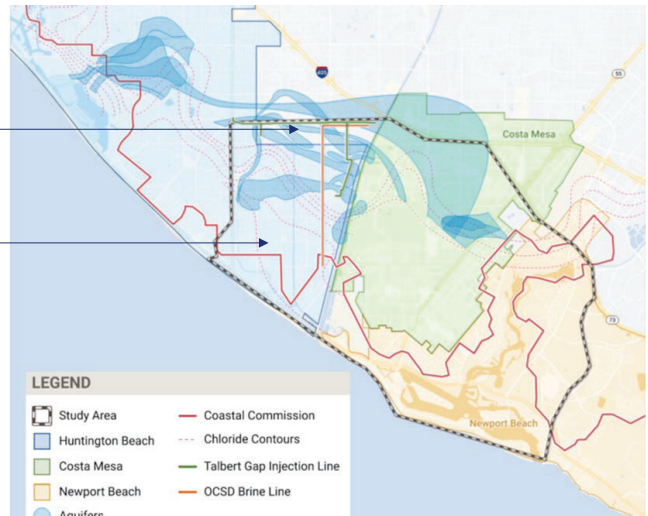 405
55
Costa Mesa
73
Newport Beach
LEGEND
Study Area
Huntington Beach
Costa Mesa
Newport Beach
Aquifers
Coastal Commission
Chloride Contours
Talbert Gap Injection Line
OCSD Brine Line